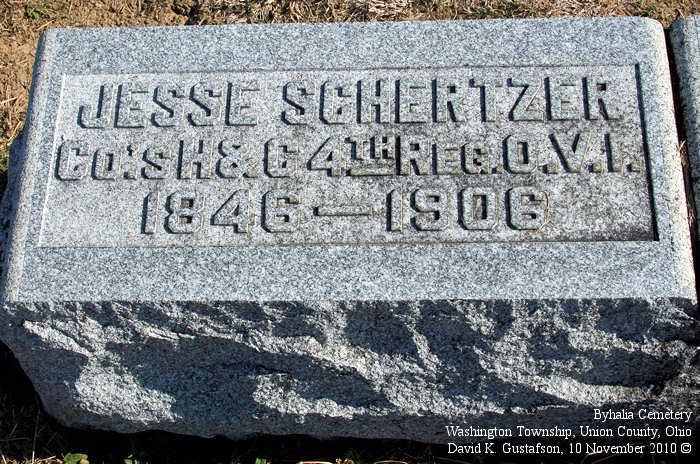 JESSE SCHERTZER
CO.'S H & G 4TH REG. O.V.I.
1846 — 1906
Byhalia Cemetery
Washington Township, Union County, Ohio
David K. Gustafson, 10 November 2010 ©